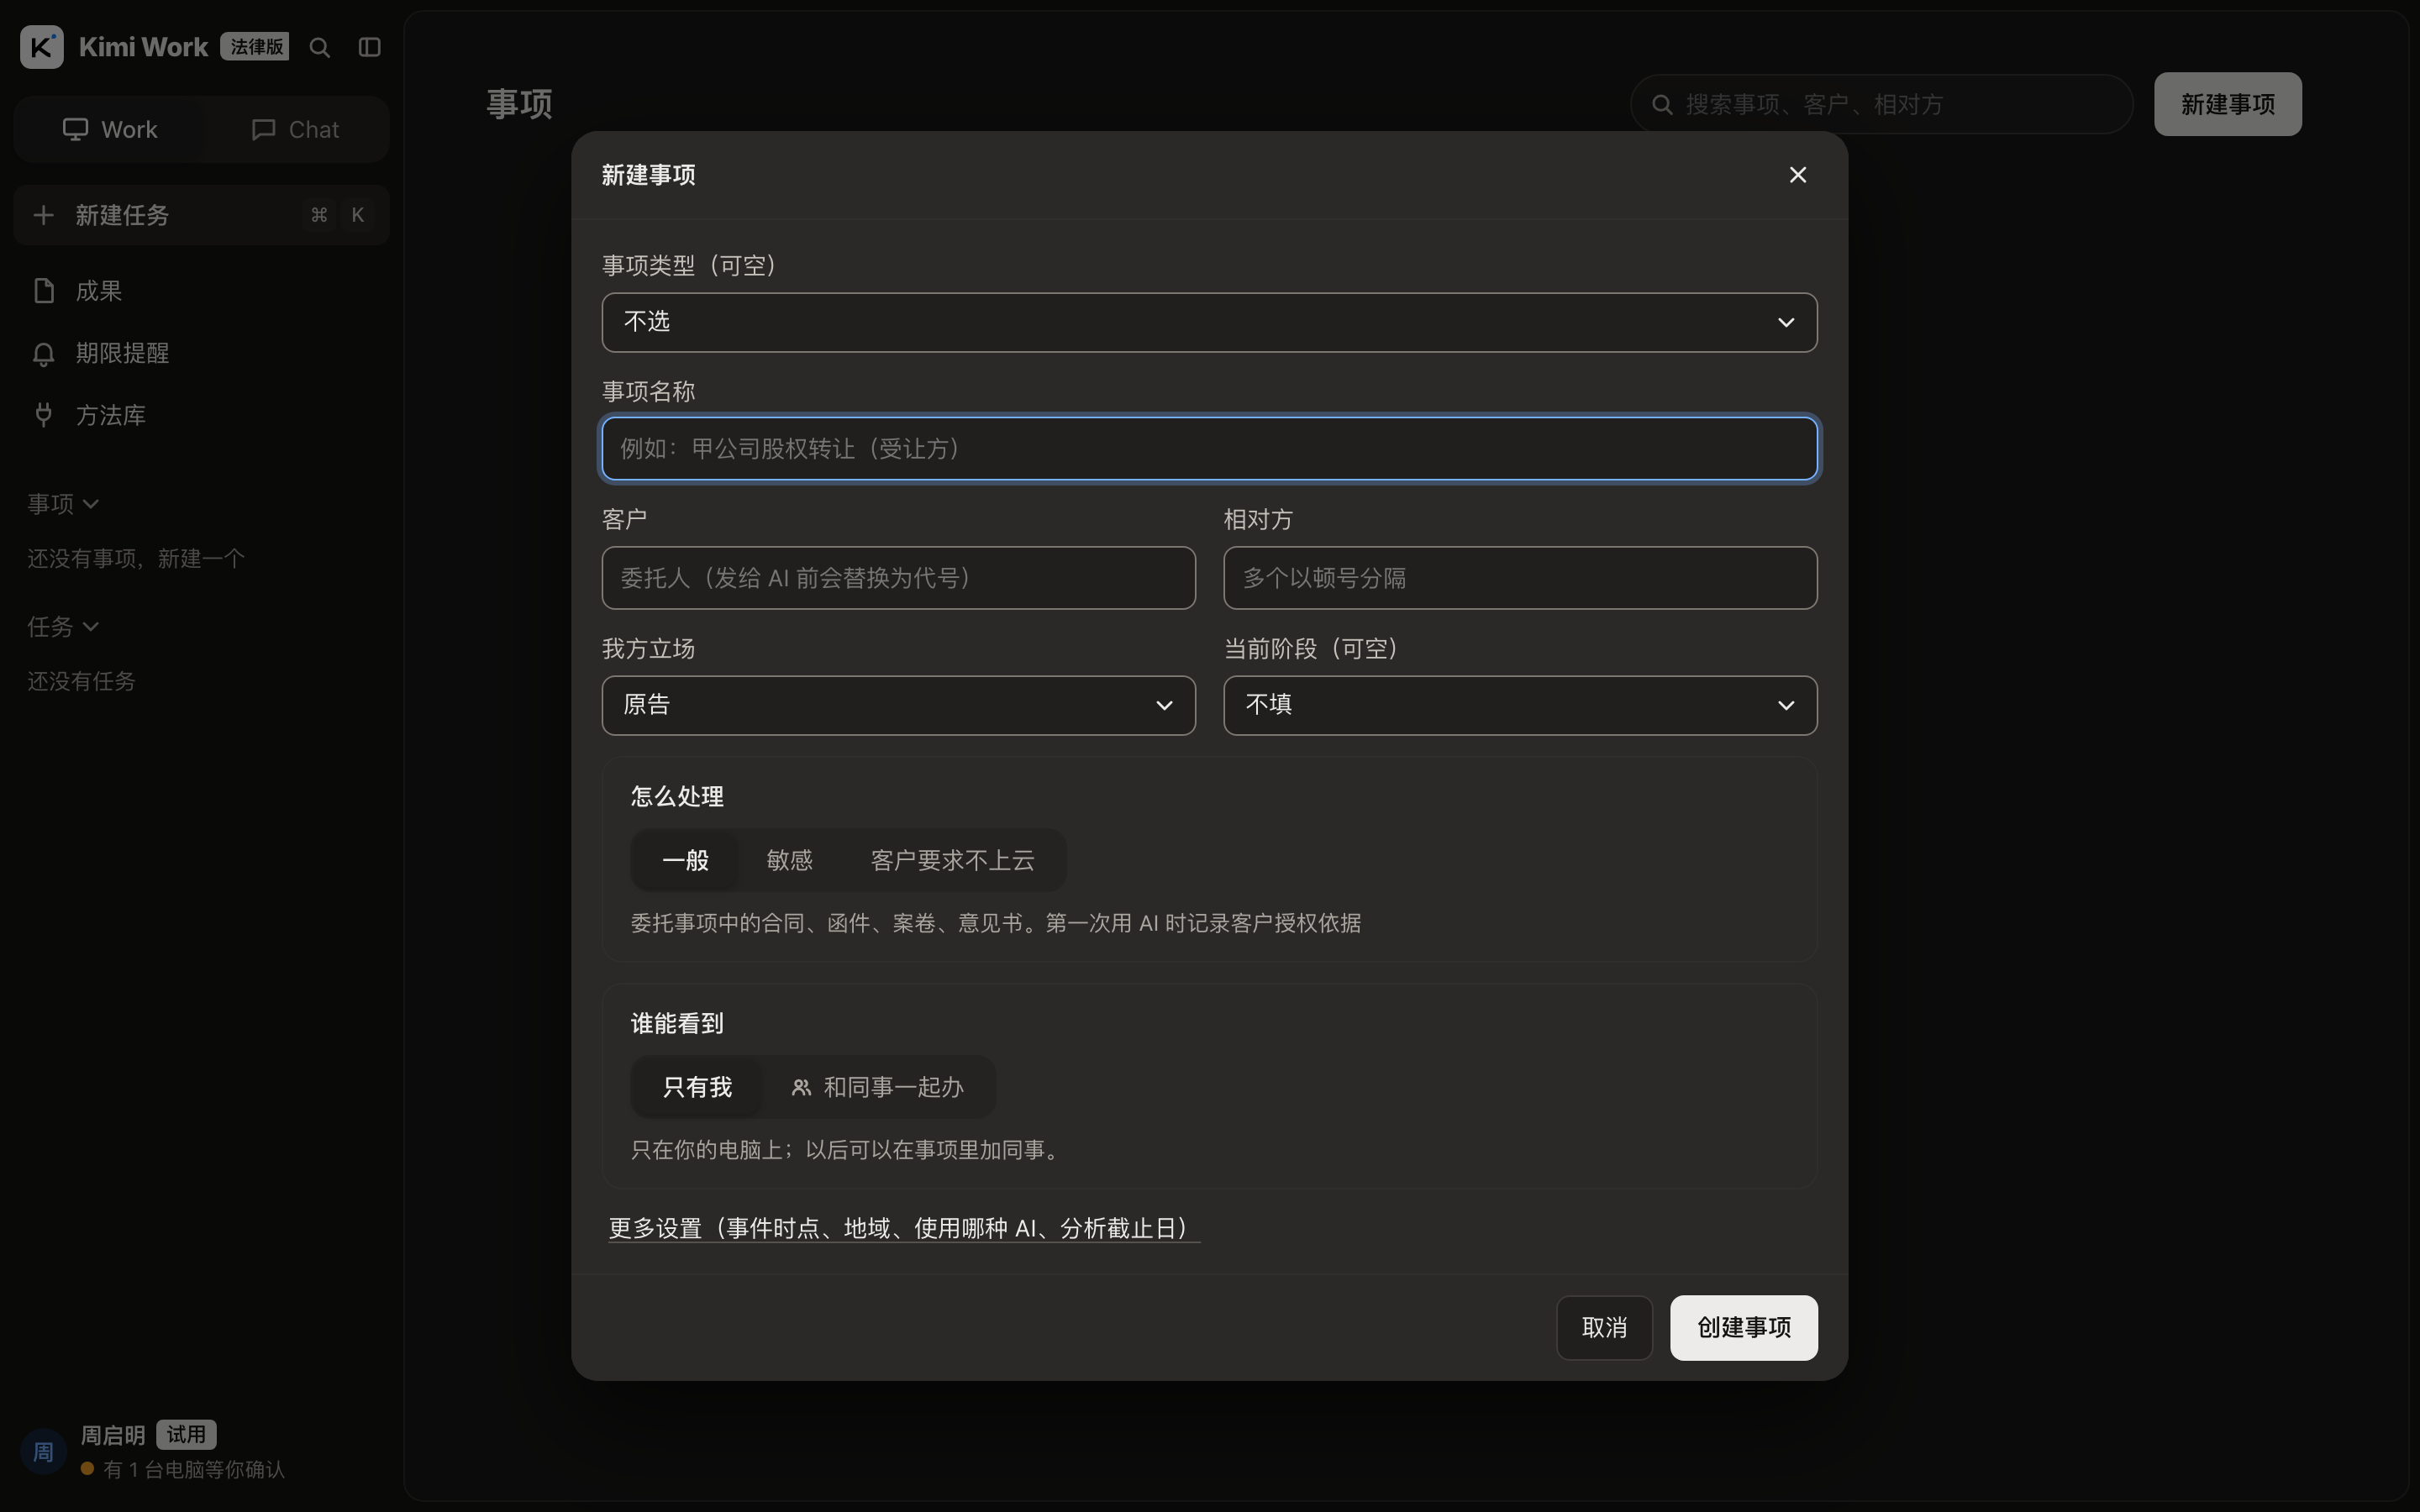 Kimi Work 法律版
Work
Chat
新建任务 ⌘ K
成果
期限提醒
方法库
事项
还没有事项，新建一个
任务
还没有任务
周
周启明 试用
有 1 台电脑等你确认
事项
搜索事项、客户、相对方
新建事项
新建事项
事项类型（可空）
不选
事项名称
例如：甲公司股权转让（受让方）
客户
相对方
委托人（发给 AI 前会替换为代号）
多个以顿号分隔
我方立场
当前阶段（可空）
原告
不填
怎么处理
一般 敏感 客户要求不上云
委托事项中的合同、函件、案卷、意见书。第一次用 AI 时记录客户授权依据
谁能看到
只有我 和同事一起办
只在你的电脑上；以后可以在事项里加同事。
更多设置（事件时点、地域、使用哪种 AI、分析截止日）
取消
创建事项